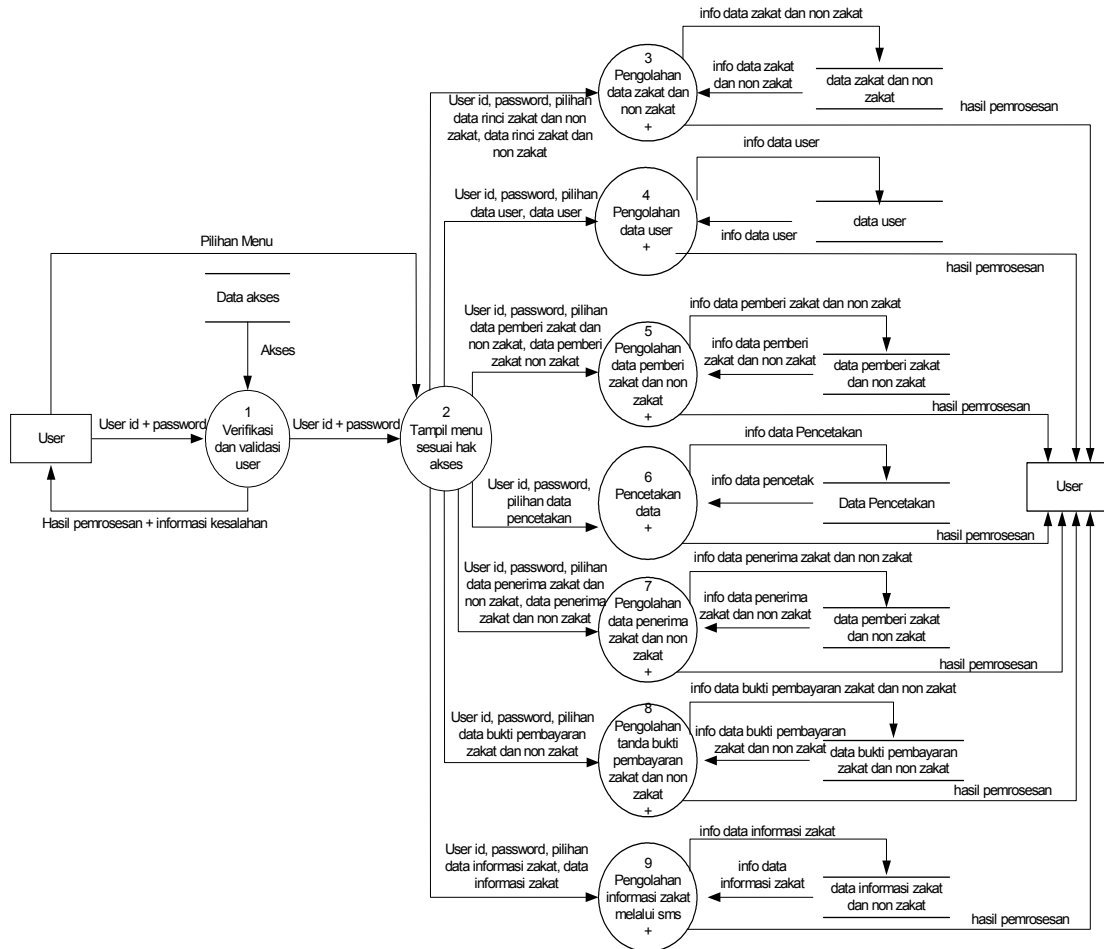 info data zakat dan non zakat
3
Pengolahan
data zakat dan
non zakat
+
info data zakat
dan non zakat
data zakat dan non
zakat
hasil pemrosesan
User id, password, pilihan
data rinci zakat dan non
zakat, data rinci zakat dan
non zakat
info data user
4
Pengolahan
data user
+
info data user
data user
hasil pemrosesan
User id, password, pilihan
data user, data user
Pilihan Menu
Data akses
Akses
User
User id + password
1
Verifikasi
dan validasi
user
User id + password
2
Tampil menu
sesuai hak
akses
Hasil pemrosesan + informasi kesalahan
User id, password, pilihan
data pemberi zakat dan
non zakat, data pemberi
zakat non zakat
info data pemberi zakat dan non zakat
5
Pengolahan
data pemberi
zakat dan non
zakat
+
info data pemberi
zakat dan non zakat
data pemberi zakat
dan non zakat
hasil pemrosesan
User id, password,
pilihan data
pencetakan
info data Pencetakan
6
Pencetakan
data
+
info data pencetak
Data Pencetakan
hasil pemrosesan
User
User id, password, pilihan
data penerima zakat dan
non zakat, data penerima
zakat dan non zakat
info data penerima zakat dan non zakat
7
Pengolahan
data penerima
zakat dan non
zakat
+
info data penerima
zakat dan non zakat
data pemberi zakat
dan non zakat
hasil pemrosesan
User id, password, pilihan
data bukti pembayaran
zakat dan non zakat
info data bukti pembayaran zakat dan non zakat
8
Pengolahan
tanda bukti
pembayaran
zakat dan non
zakat
+
info data bukti pembayaran
zakat dan non zakat
data bukti pembayaran
zakat dan non zakat
hasil pemrosesan
User id, password, pilihan
data informasi zakat, data
informasi zakat
info data informasi zakat
9
Pengolahan
informasi zakat
melalui sms
+
info data
informasi zakat
data informasi zakat
dan non zakat
hasil pemrosesan